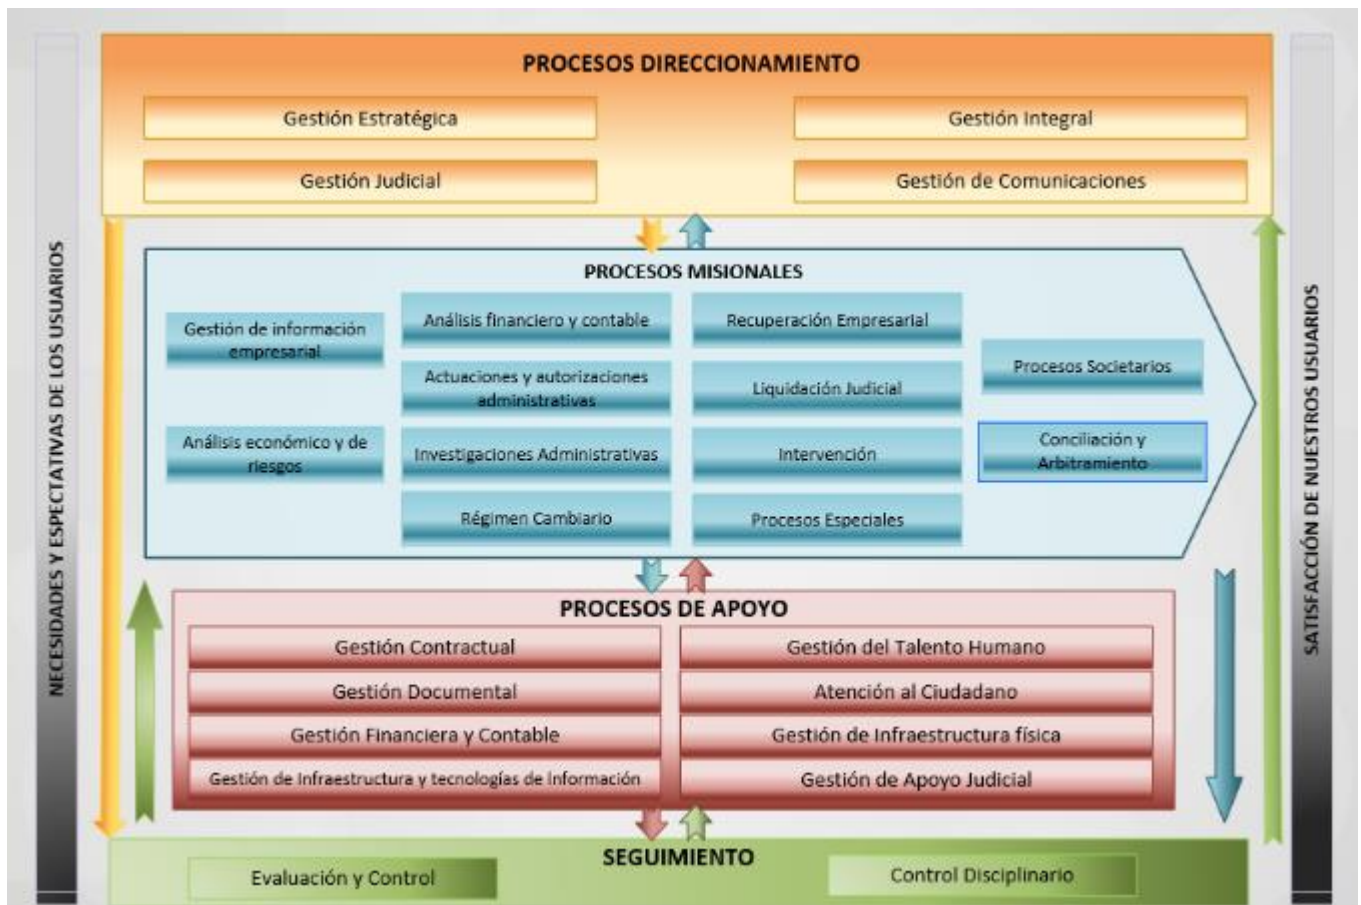 NECESIDADES Y ESPECTATIVAS DE LOS USUARIOS
PROCESOS DIRECCIONAMIENTO
Gestión Estratégica
Gestión Integral
Gestión Judicial
Gestión de Comunicaciones
PROCESOS MISIONALES
Gestión de información
empresarial
Análisis económico y de
riesgos
Análisis financiero y contable
Actuaciones y autorizaciones
administrativas
Investigaciones Administrativas
Régimen Cambiario
Recuperación Empresarial
Liquidación Judicial
Intervención
Procesos Especiales
Procesos Societarios
Conciliación y
Arbitramiento
PROCESOS DE APOYO
Gestión Contractual
Gestión del Talento Humano
Gestión Documental
Atención al Ciudadano
Gestión Financiera y Contable
Gestión de Infraestructura física
Gestión de Infraestructura y tecnologías de Información
Gestión de Apoyo Judicial
SEGUIMIENTO
Evaluación y Control
Control Disciplinario
SATISFACCIÓN DE NUESTROS USUARIOS